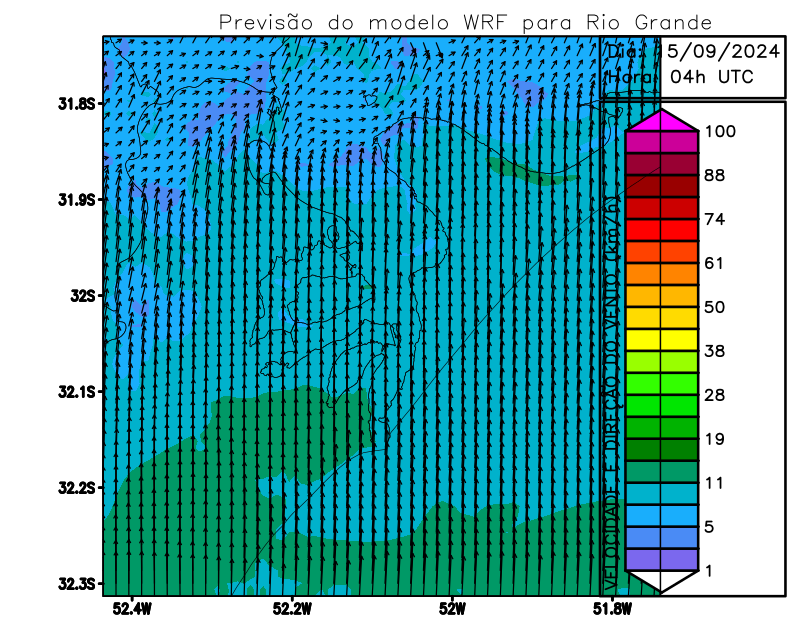 Previsão do modelo WRF para Rio Grande
Dia: 5/09/2024
Hora: 04h UTC
31.8S
31.9S
32S
32.1S
32.2S
32.3S
52.4W
52.2W
52W
51.8W
VELOCIDADE E DIREÇÃO DO VENTO (km/h)
100
88
74
61
50
38
28
19
11
5
1